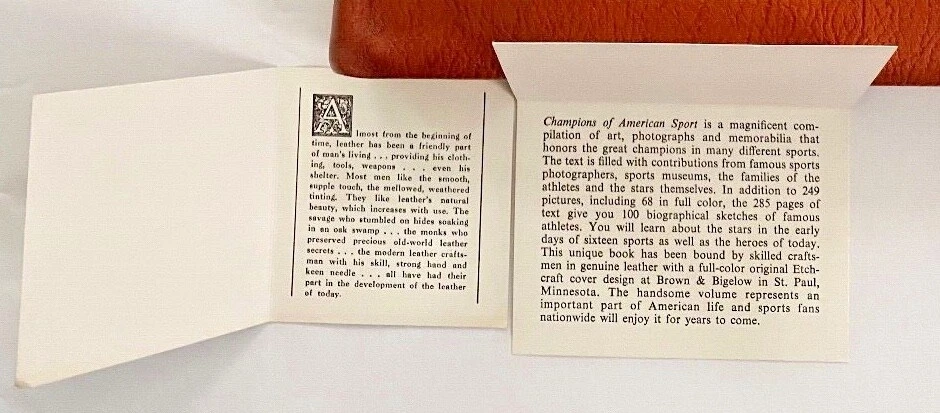 Almost from the beginning of
time, leather has been a friendly part
of man's living . . . providing his cloth-
ing, tools, weapons . . . even his
shelter. Most men like the smooth,
supple touch, the mellowed, weathered
tinting. They like leather's natural
beauty, which increases with use. The
savage who stumbled on hides soaking
in an oak swamp . . . the monks who
preserved precious old-world leather
secrets . . . the modern leather crafts-
man with his skill, strong hand and
keen needle . . . all have had their
part in the development of the leather
of today.
Champions of American Sport is a magnificent com-
pilation of art, photographs and memorabilia that
honors the great champions in many different sports.
The text is filled with contributions from famous sports
photographers, sports museums, the families of the
athletes and the stars themselves. In addition to 249
pictures, including 68 in full color, the 285 pages of
text give you 100 biographical sketches of famous
athletes. You will learn about the stars in the early
days of sixteen sports as well as the heroes of today.
This unique book has been bound by skilled crafts-
men in genuine leather with a full-color original Etch-
craft cover design at Brown & Bigelow in St. Paul,
Minnesota. The handsome volume represents an
important part of American life and sports fans
nationwide will enjoy it for years to come.